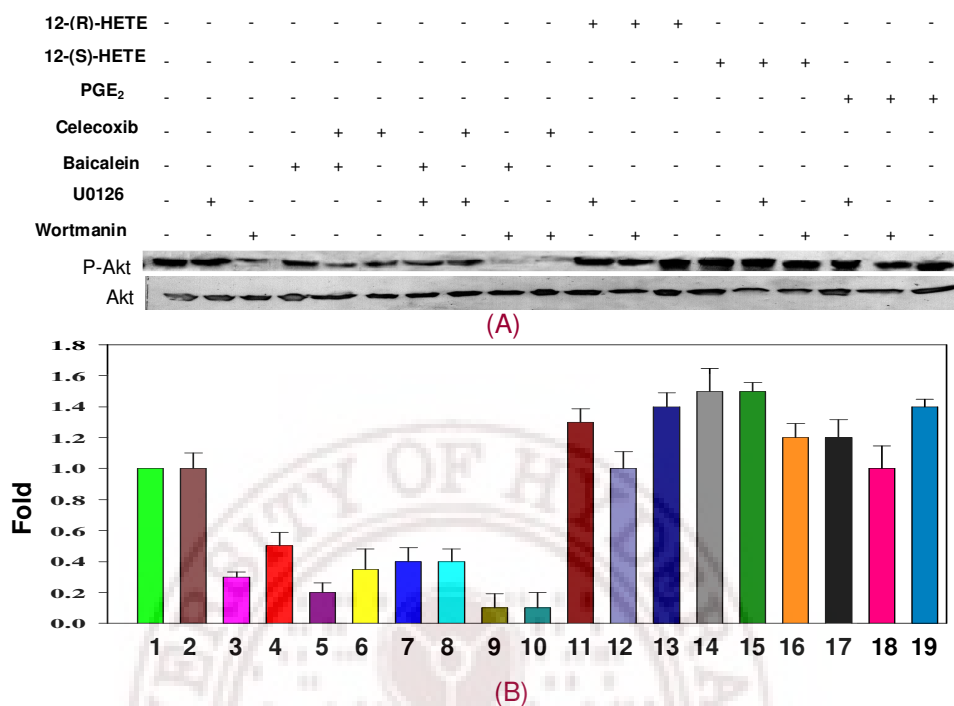 12-(R)-HETE - - - - - - - - - - + + + - - - - - -
12-(S)-HETE - - - - - - - - - - - - - + + + - - -
PGE₂ - - - - - - - - - - - - - - - - + + +
Celecoxib - - - - + + - + - + - - - - - - - - -
Baicalein - - - + + - + - + - - - - - - - - - -
U0126 - + - - - - + + - - + - - - + - + - -
Wortmanin - - + - - - - - + + - + - - - + - + -
P-Akt
Akt
(A)
1.8
1.6
1.4
1.2
1.0
0.8
0.6
0.4
0.2
0.0
Fold
ITY OF H
1 2 3 4 5 6 7 8 9 10 11 12 13 14 15 16 17 18 19
(B)